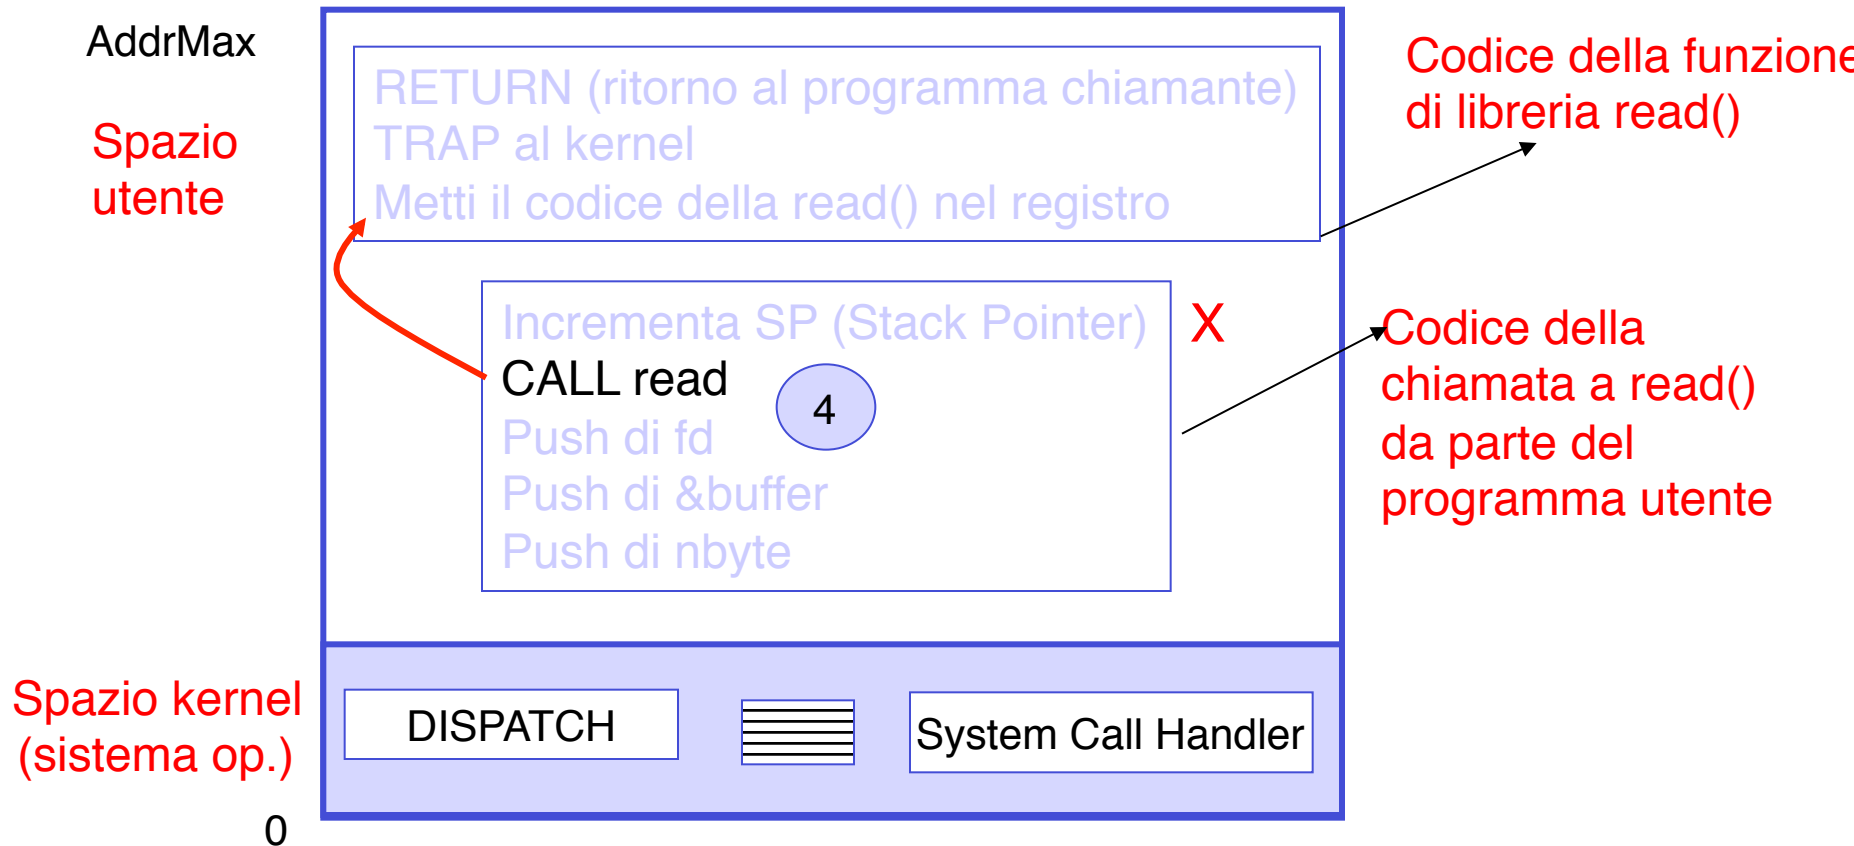 AddrMax
Spazio
utente
RETURN (ritorno al programma chiamante)
TRAP al kernel
Metti il codice della read() nel registro
Codice della funzione
di libreria read()
Incrementa SP (Stack Pointer)
X
CALL read
4
Push di fd
Push di &buffer
Push di nbyte
Codice della
chiamata a read()
da parte del
programma utente
Spazio kernel
(sistema op.)
DISPATCH
System Call Handler
0